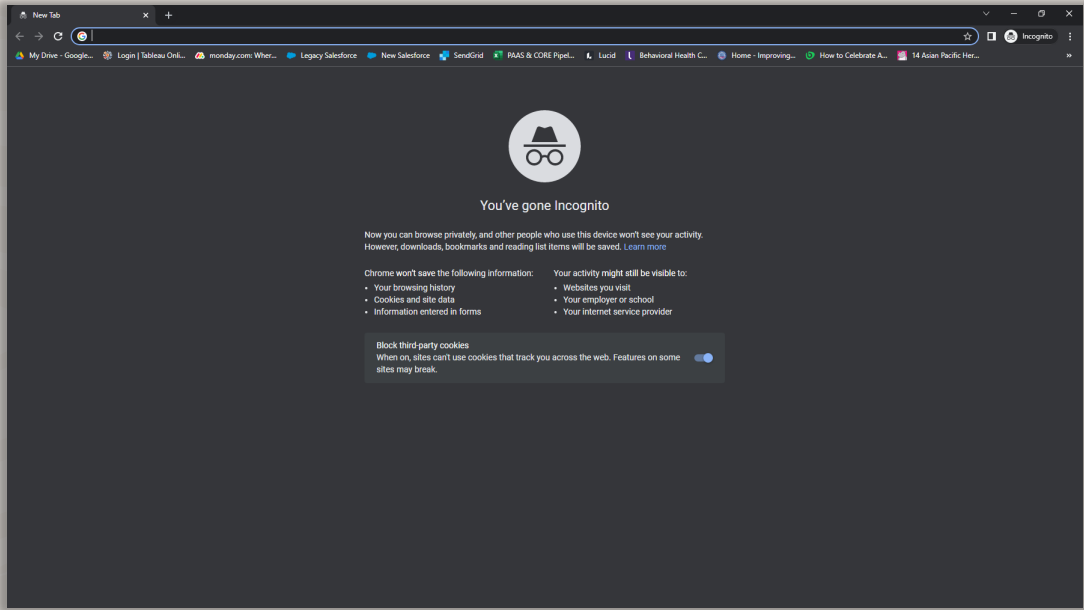 New Tab
Incognito
My Drive - Google...
Login | Tableau Onli...
monday.com: Wher...
Legacy Salesforce
New Salesforce
SendGrid
PAAS & CORE Pipel...
Lucid
Behavioral Health C...
Home - Improving...
How to Celebrate A...
14 Asian Pacific Her...
»
You've gone Incognito
Now you can browse privately, and other people who use this device won't see your activity.
However, downloads, bookmarks and reading list items will be saved. Learn more
Chrome won't save the following information:
• Your browsing history
• Cookies and site data
• Information entered in forms
Your activity might still be visible to:
• Websites you visit
• Your employer or school
• Your internet service provider
Block third-party cookies
When on, sites can't use cookies that track you across the web. Features on some
sites may break.